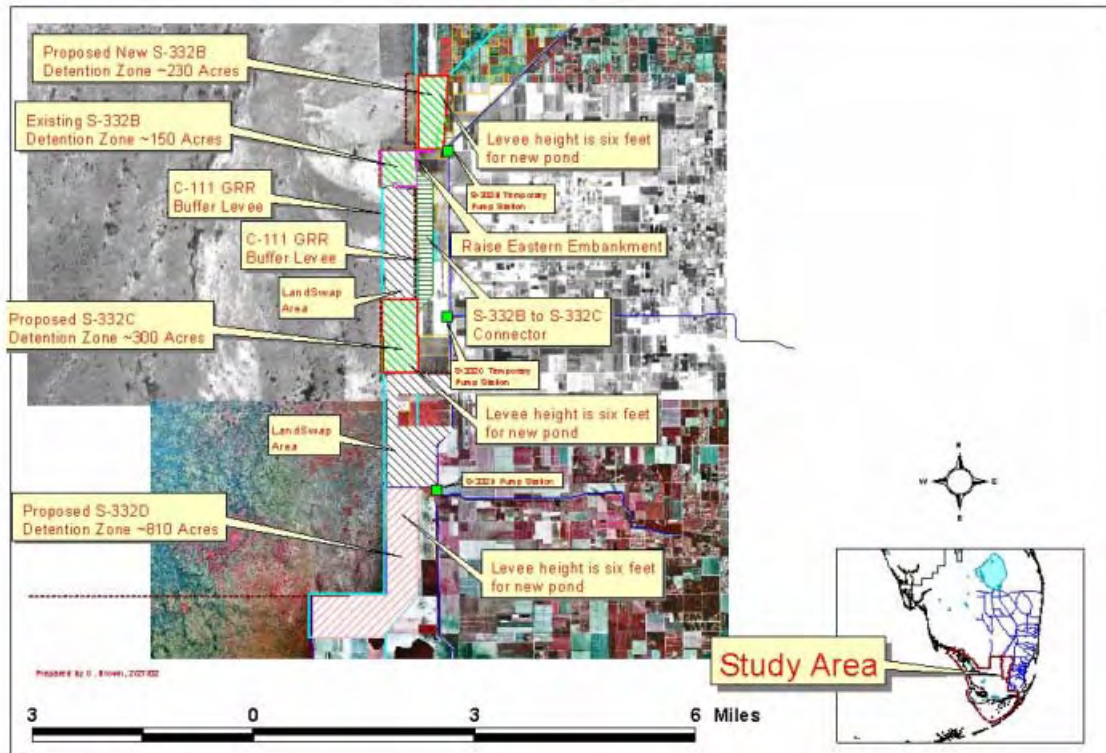 Proposed New S-332B
Detention Zone ~230 Acres
Existing S-332B
Detention Zone ~150 Acres
Levee height is six feet
for new pond
C-111 GRR
Buffer Levee
Temporary
Pump Station
C-111 GRR
Buffer Levee
Raise Eastern Embankment
LandSwap
Area
S-332B to S-332C
Connector
Proposed S-332C
Detention Zone ~300 Acres
Temporary
Pump Station
Levee height is six feet
for new pond
LandSwap
Area
Pump Station
Proposed S-332D
Detention Zone ~810 Acres
Levee height is six feet
for new pond
N
W E
Study Area
Prepared by Brown,
3 0 3 6 Miles